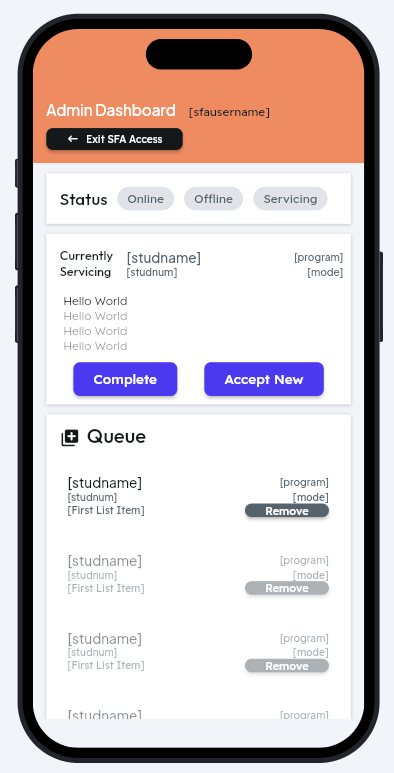 Admin Dashboard [sfausername]
← Exit SFA Access
Status Online Offline Servicing
Currently Servicing [studname] [program]
[studnum] [mode]
Hello World
Hello World
Hello World
Hello World
Complete Accept New
Queue
[studname] [program]
[studnum] [mode]
[First List Item] Remove
[studname] [program]
[studnum] [mode]
[First List Item] Remove
[studname] [program]
[studnum] [mode]
[First List Item] Remove
[studname] [program]